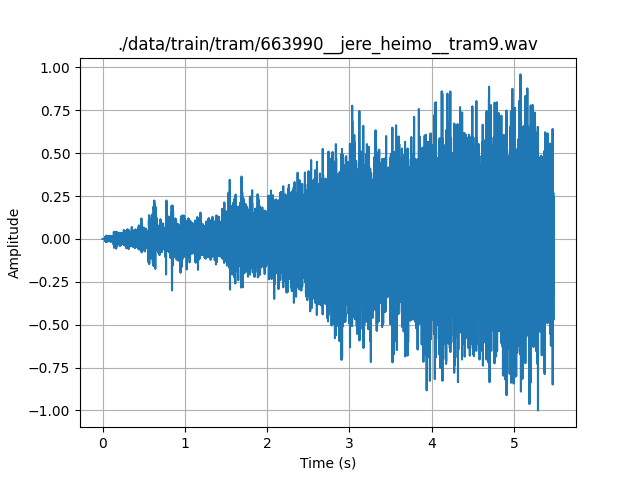 ./data/train/tram/663990__jere_heimo__tram9.wav
1.00
0.75
0.50
0.25
0.00
−0.25
−0.50
−0.75
−1.00
Amplitude
0 1 2 3 4 5
Time (s)